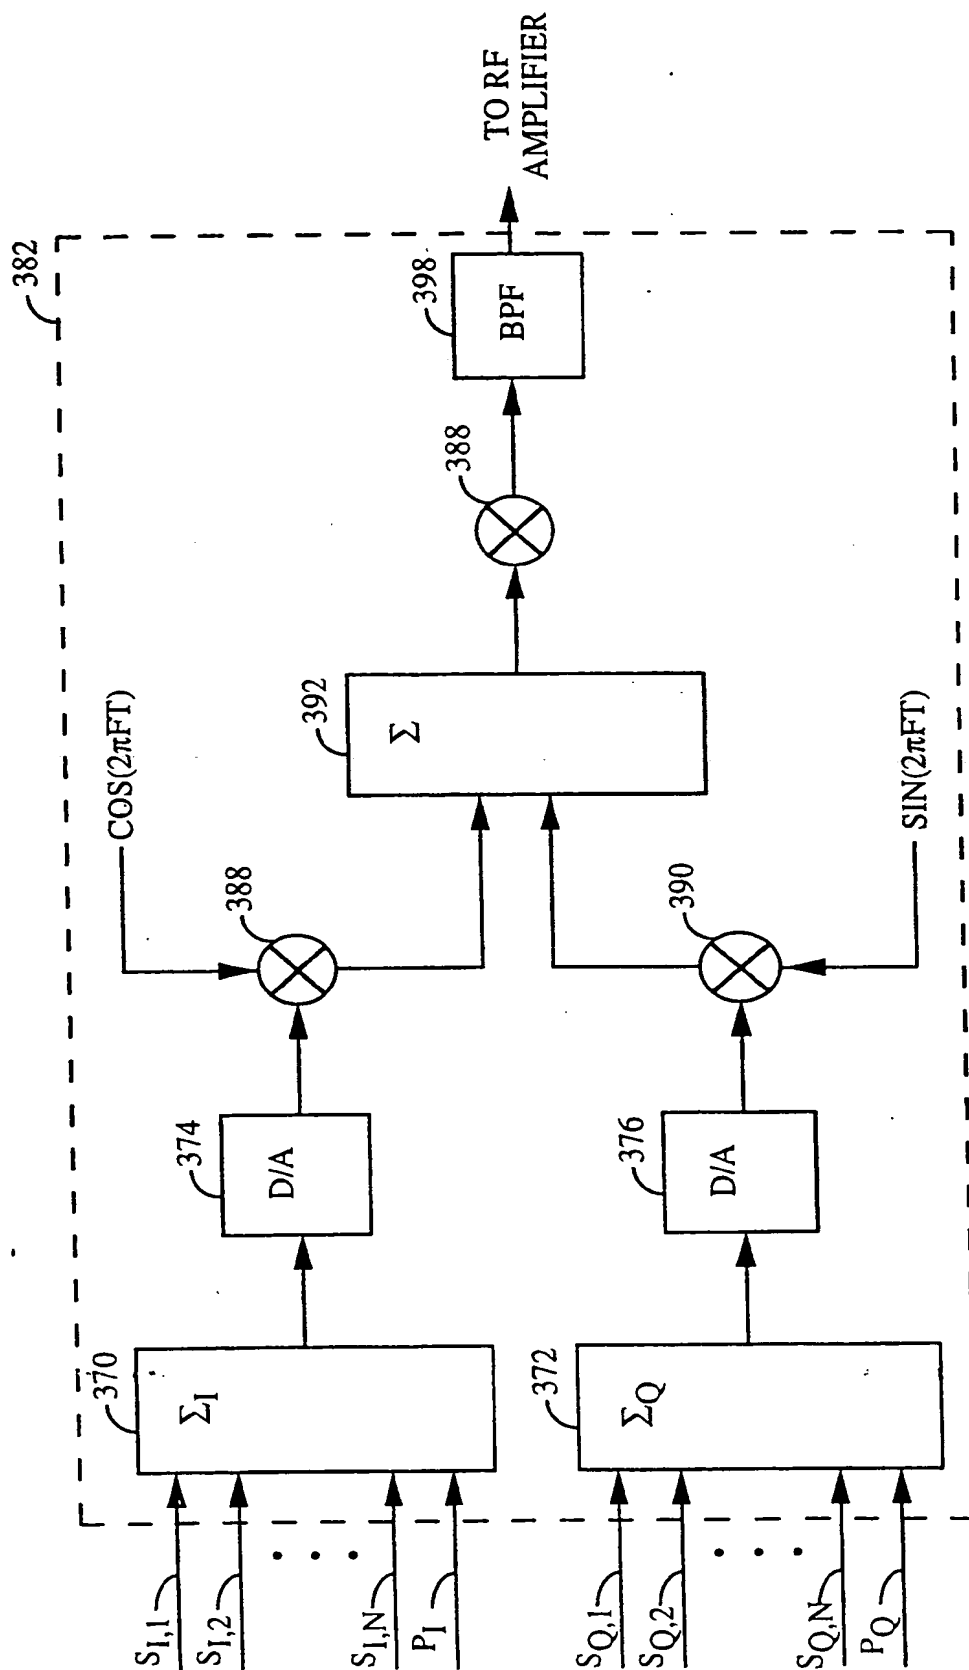 382
S_I,1
S_I,2
S_I,N
P_I
370
Σ_I
374
D/A
388
COS(2πFT)
392
Σ
388
398
BPF
TO RF
AMPLIFIER
S_Q,1
S_Q,2
S_Q,N
P_Q
372
Σ_Q
376
D/A
390
SIN(2πFT)